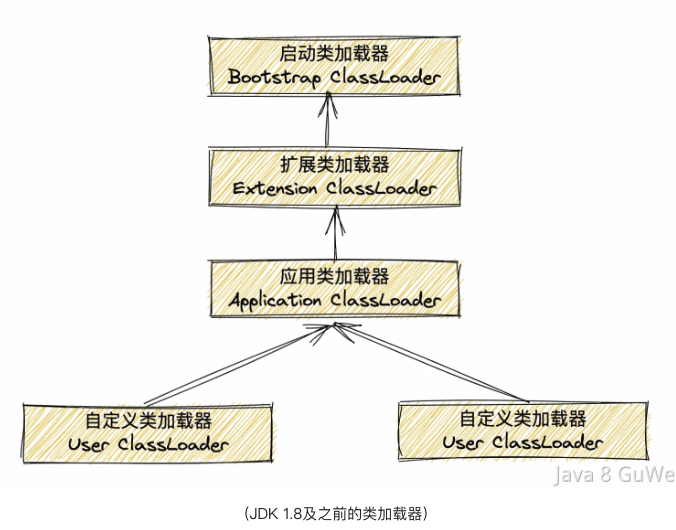 启动类加载器
Bootstrap ClassLoader
扩展类加载器
Extension ClassLoader
应用类加载器
Application ClassLoader
自定义类加载器
User ClassLoader
自定义类加载器
User ClassLoader
Java 8 GuWe
（JDK 1.8及之前的类加载器）